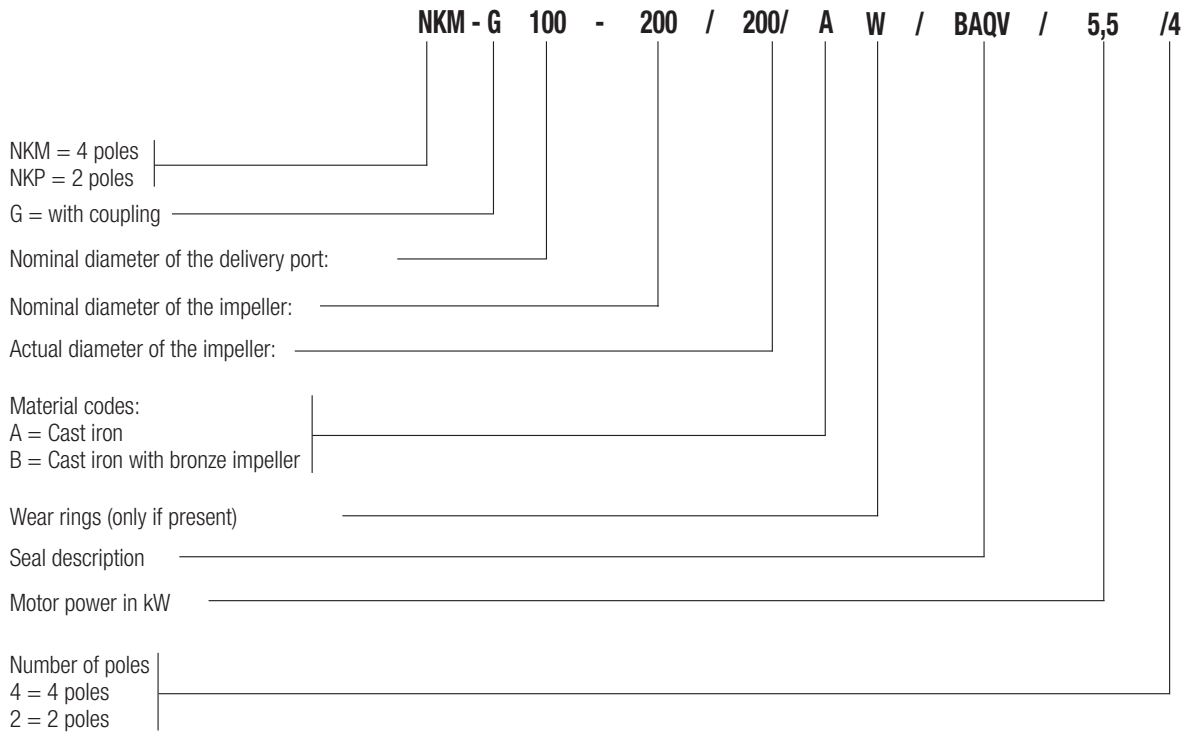 NKM - G 100 - 200 / 200/ A W / BAQV / 5,5 /4
NKM = 4 poles
NKP = 2 poles
G = with coupling
Nominal diameter of the delivery port:
Nominal diameter of the impeller:
Actual diameter of the impeller:
Material codes:
A = Cast iron
B = Cast iron with bronze impeller
Wear rings (only if present)
Seal description
Motor power in kW
Number of poles
4 = 4 poles
2 = 2 poles